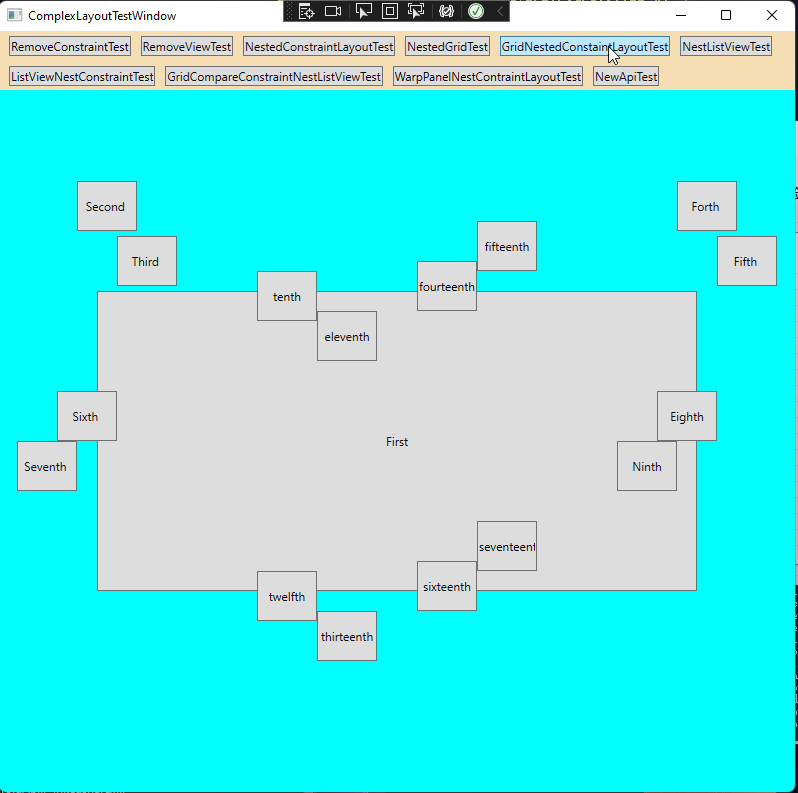 ComplexLayoutTestWindow
RemoveConstraintTest RemoveViewTest NestedConstraintLayoutTest NestedGridTest GridNestedConstaintLayoutTest NestListViewTest
ListViewNestConstraintTest GridCompareConstraintNestListViewTest WarpPanelNestContraintLayoutTest NewApiTest
Second
Forth
fifteenth
Third
Fifth
fourteenth
tenth
eleventh
Sixth
Eighth
First
Seventh
Ninth
seventeent
sixteenth
twelfth
thirteenth